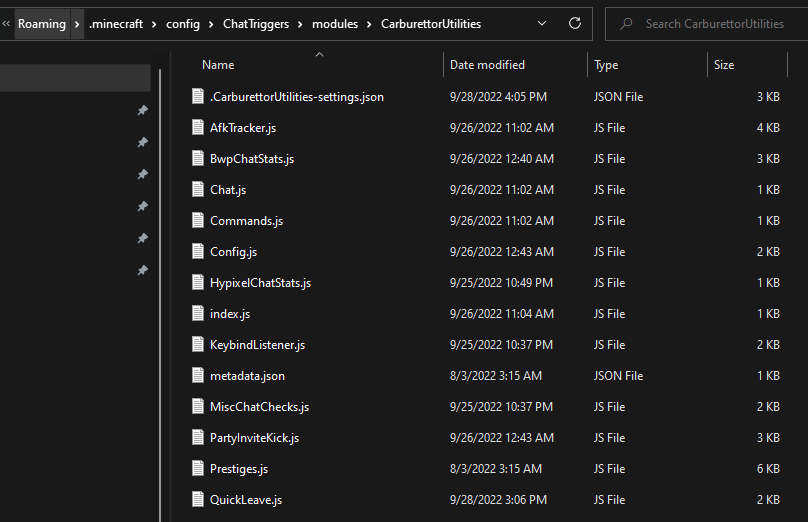 « Roaming > .minecraft > config > ChatTriggers > modules > CarburettorUtilities Search CarburettorUtilities
Name Date modified Type Size
.CarburettorUtilities-settings.json 9/28/2022 4:05 PM JSON File 3 KB
AfkTracker.js 9/26/2022 11:02 AM JS File 4 KB
BwpChatStats.js 9/26/2022 12:40 AM JS File 3 KB
Chat.js 9/26/2022 11:02 AM JS File 1 KB
Commands.js 9/26/2022 11:02 AM JS File 1 KB
Config.js 9/26/2022 12:43 AM JS File 2 KB
HypixelChatStats.js 9/25/2022 10:49 PM JS File 1 KB
index.js 9/26/2022 11:04 AM JS File 1 KB
KeybindListener.js 9/25/2022 10:37 PM JS File 2 KB
metadata.json 8/3/2022 3:15 AM JSON File 1 KB
MiscChatChecks.js 9/25/2022 10:37 PM JS File 2 KB
PartyInviteKick.js 9/26/2022 12:43 AM JS File 3 KB
Prestiges.js 8/3/2022 3:15 AM JS File 6 KB
QuickLeave.js 9/28/2022 3:06 PM JS File 2 KB